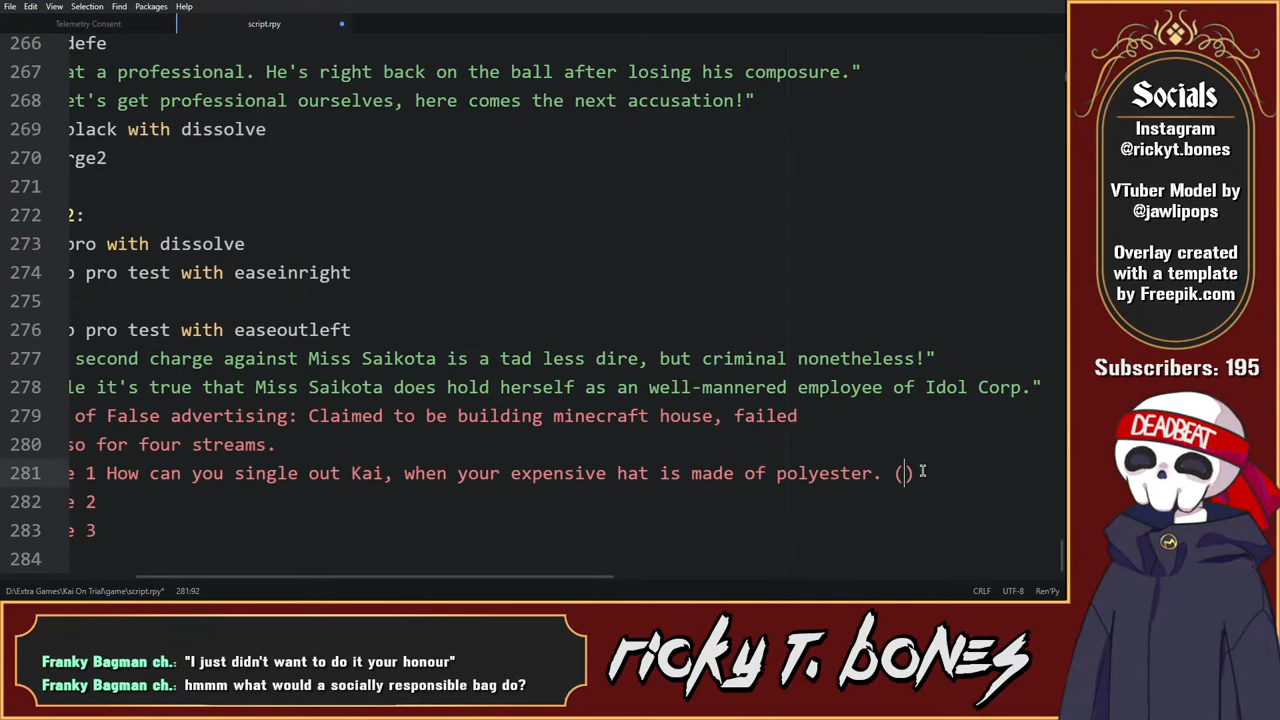 File Edit View Selection Find Packages Help
Telemetry Consent
script.rpy
266 defe
267 at a professional. He's right back on the ball after losing his composure."
268 et's get professional ourselves, here comes the next accusation!"
269 black with dissolve
270 rge2
271
272 2:
273 pro with dissolve
274 p pro test with easeinright
275
276 p pro test with easeoutleft
277 second charge against Miss Saikota is a tad less dire, but criminal nonetheless!"
278 le it's true that Miss Saikota does hold herself as an well-mannered employee of Idol Corp."
279 of False advertising: Claimed to be building minecraft house, failed
280 so for four streams.
281 e 1 How can you single out Kai, when your expensive hat is made of polyester. ()
282 e 2
283 e 3
284
D:\Extra Games\Kai On Trial\game\script.rpy* 281:92
CRLF UTF-8 Ren'Py
Socials
Instagram
@rickyt.bones
VTuber Model by
@jawlipops
Overlay created
with a template
by Freepik.com
Subscribers: 195
DEADBEAT
Franky Bagman ch.: "I just didn't want to do it your honour"
Franky Bagman ch.: hmmm what would a socially responsible bag do?
Ricky T. Bones